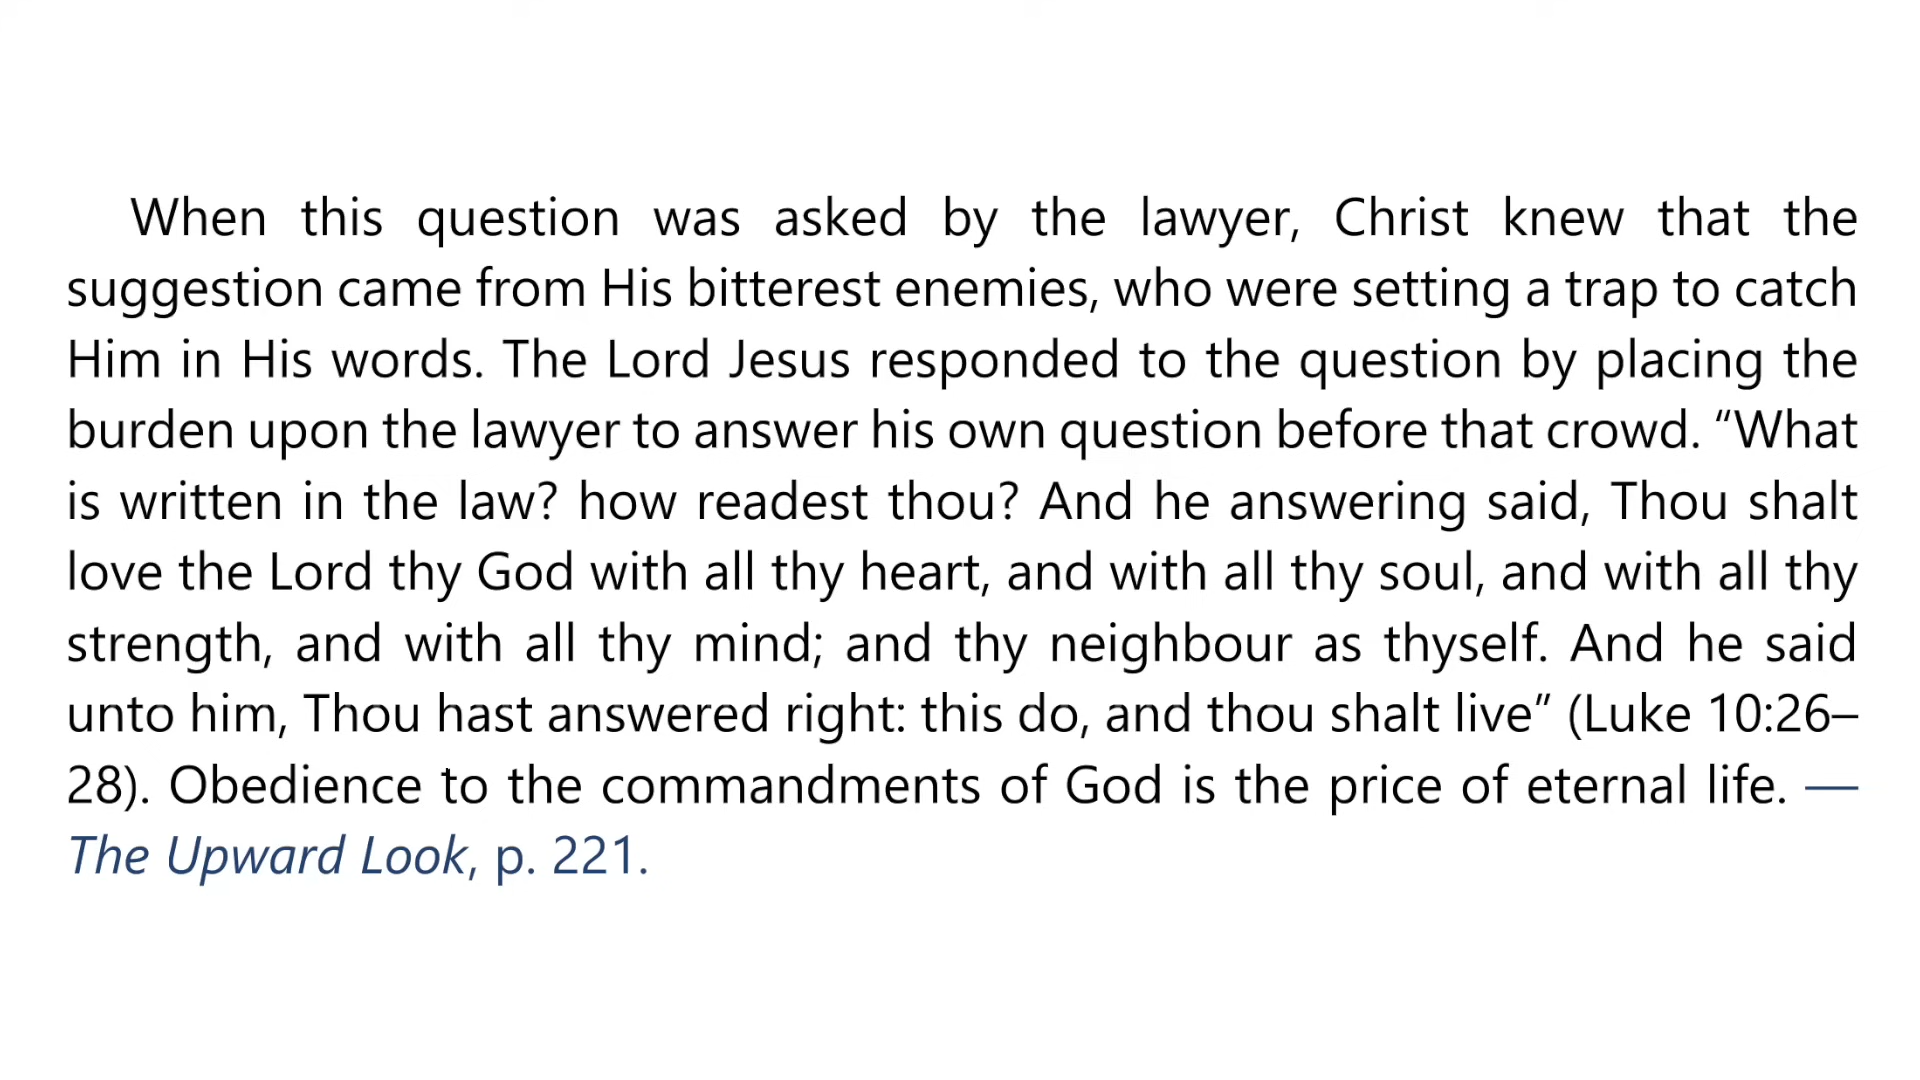 When this question was asked by the lawyer, Christ knew that the
suggestion came from His bitterest enemies, who were setting a trap to catch
Him in His words. The Lord Jesus responded to the question by placing the
burden upon the lawyer to answer his own question before that crowd. “What
is written in the law? how readest thou? And he answering said, Thou shalt
love the Lord thy God with all thy heart, and with all thy soul, and with all thy
strength, and with all thy mind; and thy neighbour as thyself. And he said
unto him, Thou hast answered right: this do, and thou shalt live” (Luke 10:26–
28). Obedience to the commandments of God is the price of eternal life. —
The Upward Look, p. 221.